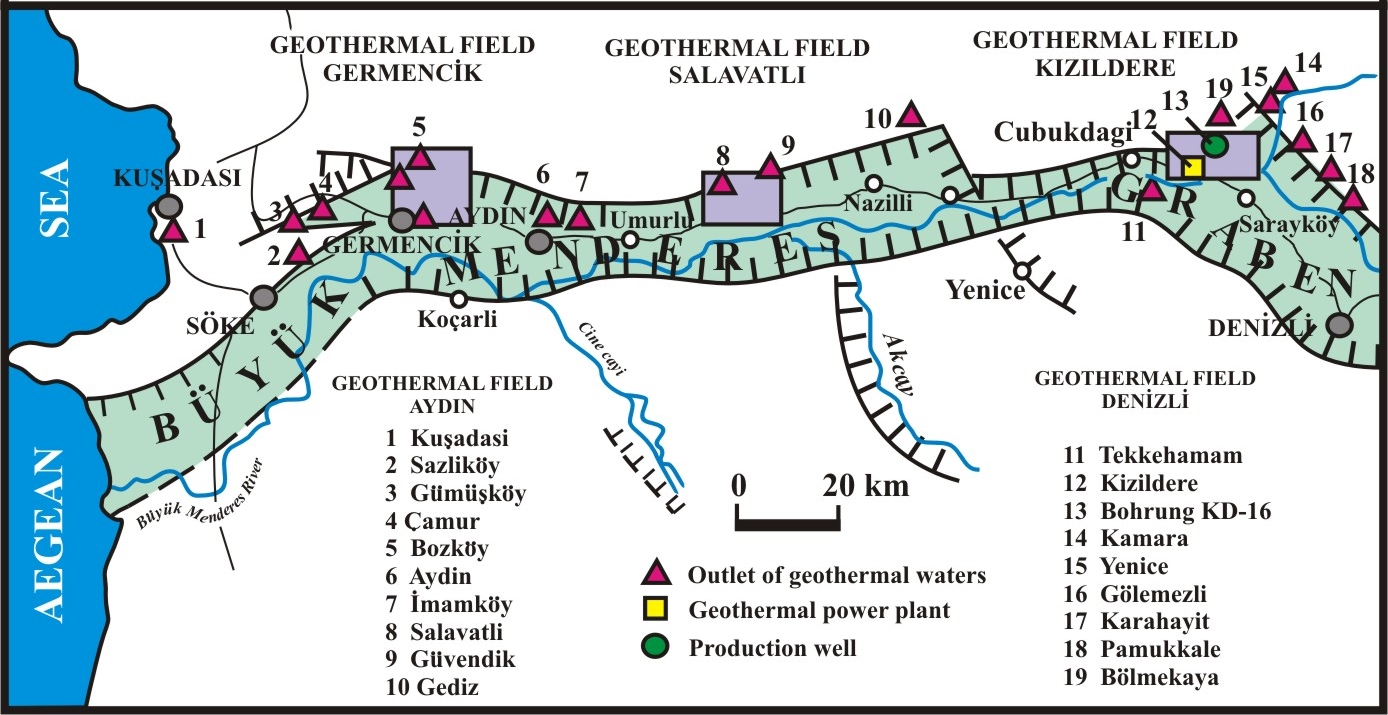 GEOTHERMAL FIELD
GERMENCİK
GEOTHERMAL FIELD
SALAVATLI
GEOTHERMAL FIELD
KIZILDERE
SEA
AEGEAN
KUŞADASI
1
2
3
4
5
6
7
8
9
10
11
12
13
14
15
16
17
18
19
GERMENCİK
AYDIN
Umurlu
Nazilli
Cubukdagi
Sarayköy
DENİZLİ
Yenice
Koçarli
SÖKE
BÜYÜK MENDERES GRABEN
Büyük Menderes River
Cine cayi
Akcay
GEOTHERMAL FIELD
AYDIN
1 Kuşadasi
2 Sazliköy
3 Gümüşköy
4 Çamur
5 Bozköy
6 Aydin
7 İmamköy
8 Salavatli
9 Güvendik
10 Gediz
0 20 km
Outlet of geothermal waters
Geothermal power plant
Production well
GEOTHERMAL FIELD
DENİZLİ
11 Tekkehamam
12 Kizildere
13 Bohrung KD-16
14 Kamara
15 Yenice
16 Gölemezli
17 Karahayit
18 Pamukkale
19 Bölmekaya